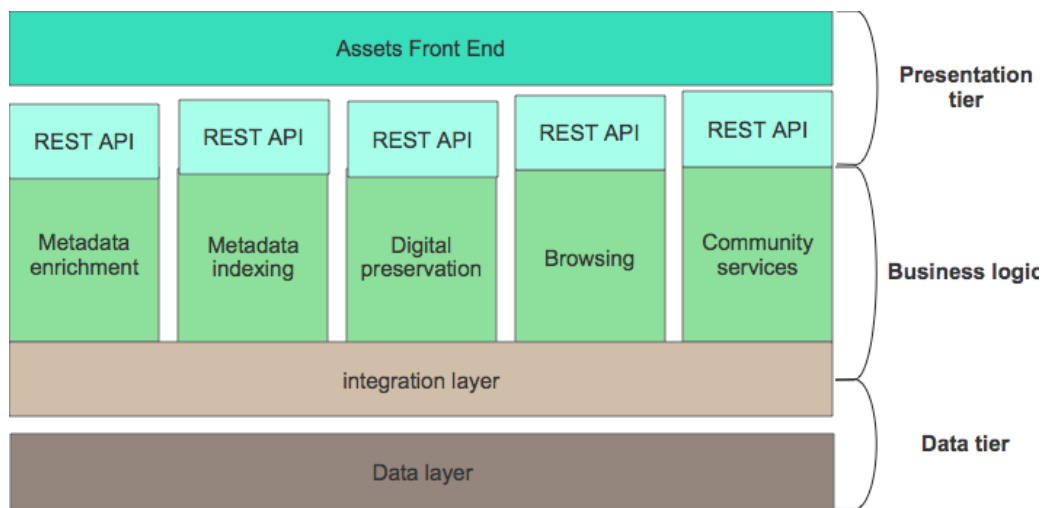 Assets Front End
Presentation
tier
REST API
REST API
REST API
REST API
REST API
Metadata
enrichment
Metadata
indexing
Digital
preservation
Browsing
Community
services
Business logic
integration layer
Data tier
Data layer